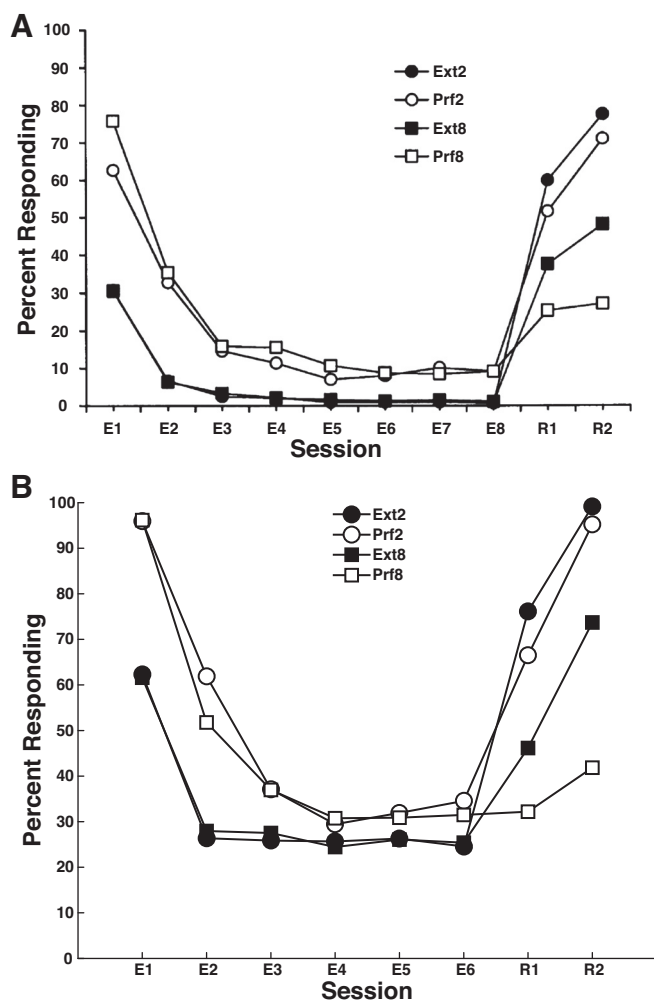 A
100
90
80
70
60
50
40
30
20
10
0
Percent Responding
Ext2
Prf2
Ext8
Prf8
E1 E2 E3 E4 E5 E6 E7 E8 R1 R2
Session
B
100
90
80
70
60
50
40
30
20
10
0
Percent Responding
Ext2
Prf2
Ext8
Prf8
E1 E2 E3 E4 E5 E6 R1 R2
Session